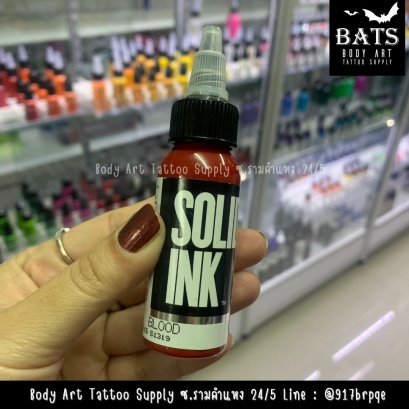 BATS
BODY ART
TATTOO SUPPLY
Body Art Tattoo Supply ซ.รามคำแหง 24/5
SOLI
INK
BLOOD
61319
Body Art Tattoo Supply ซ.รามคำแหง 24/5 Line : @917brpqe